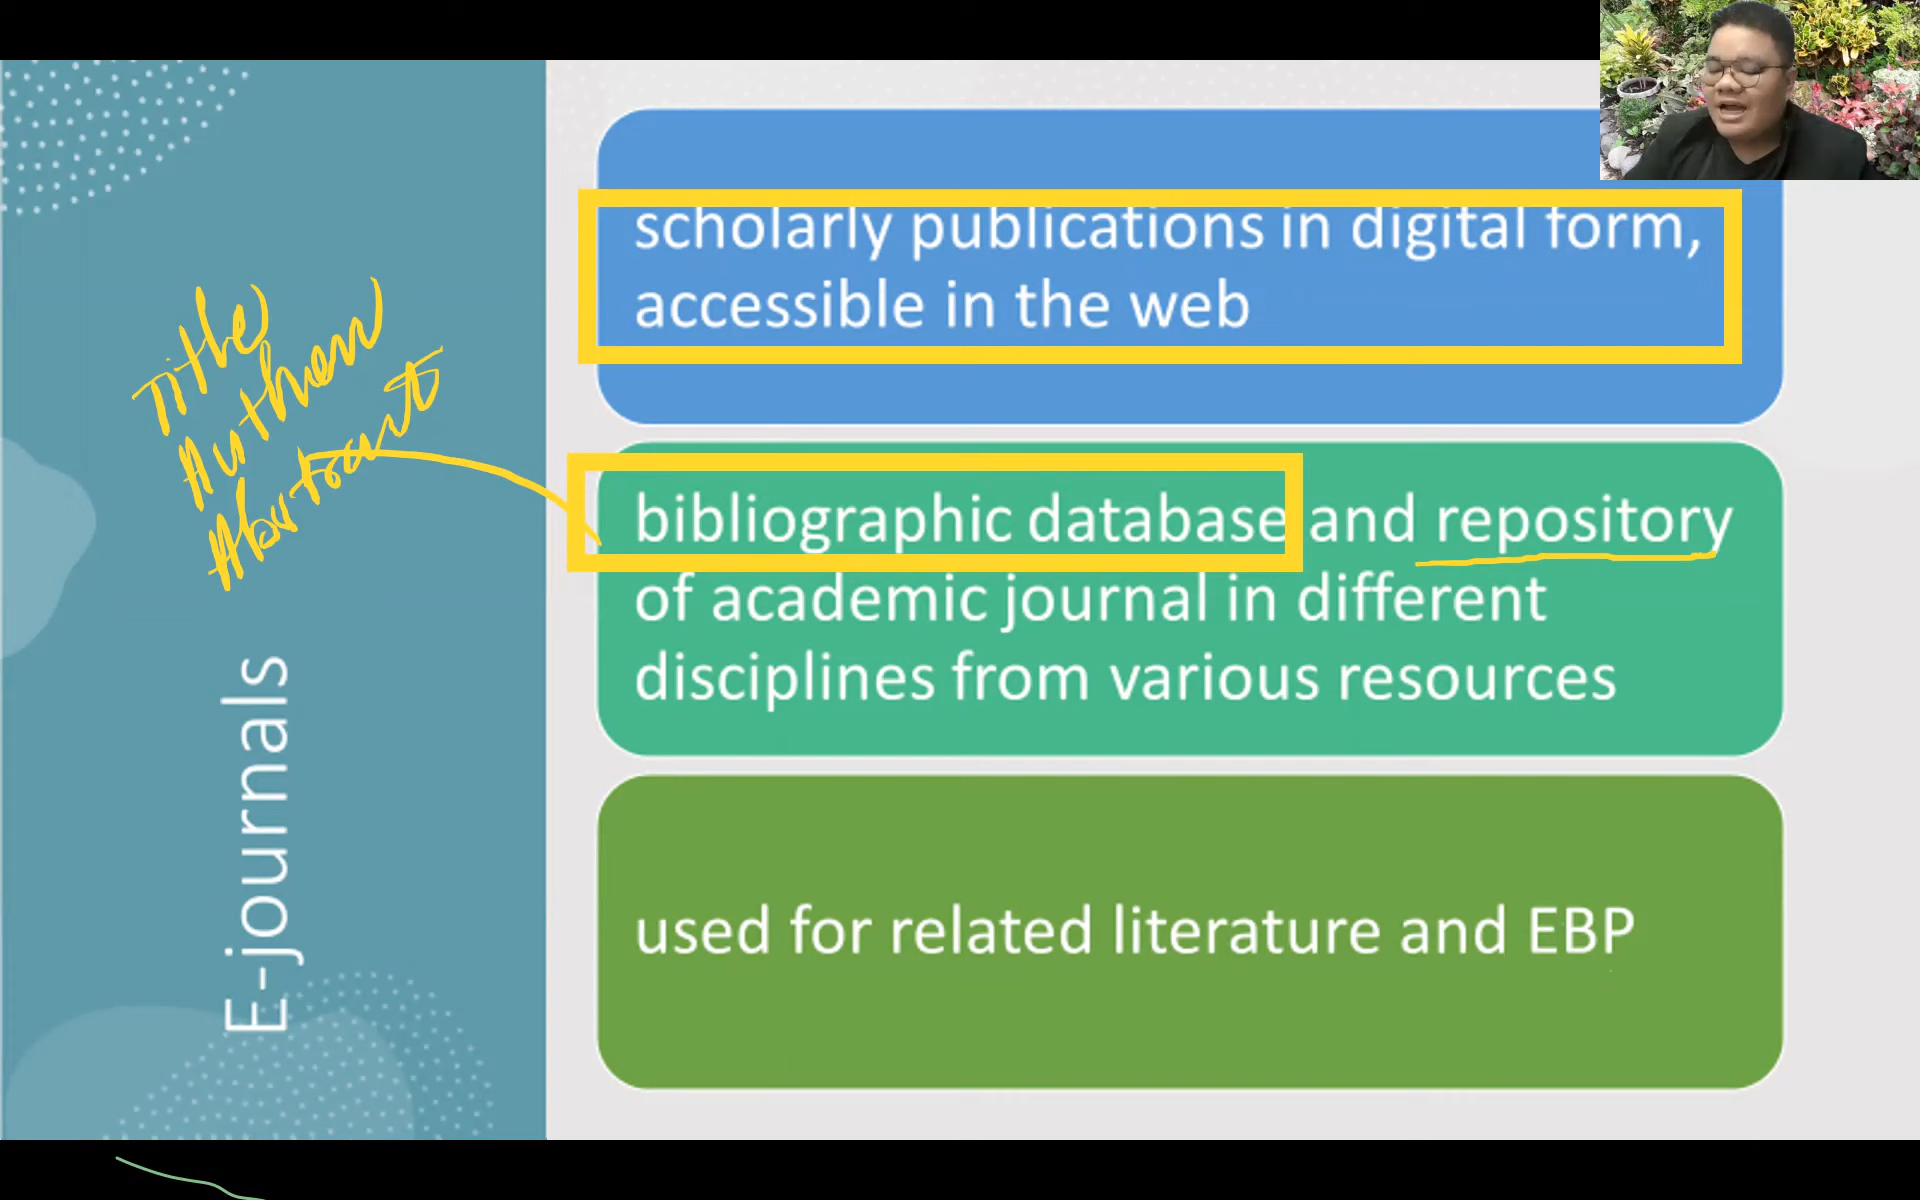 scholarly publications in digital form,
accessible in the web
Title
Author
Abstract
bibliographic database and repository
of academic journal in different
disciplines from various resources
E-journals
used for related literature and EBP